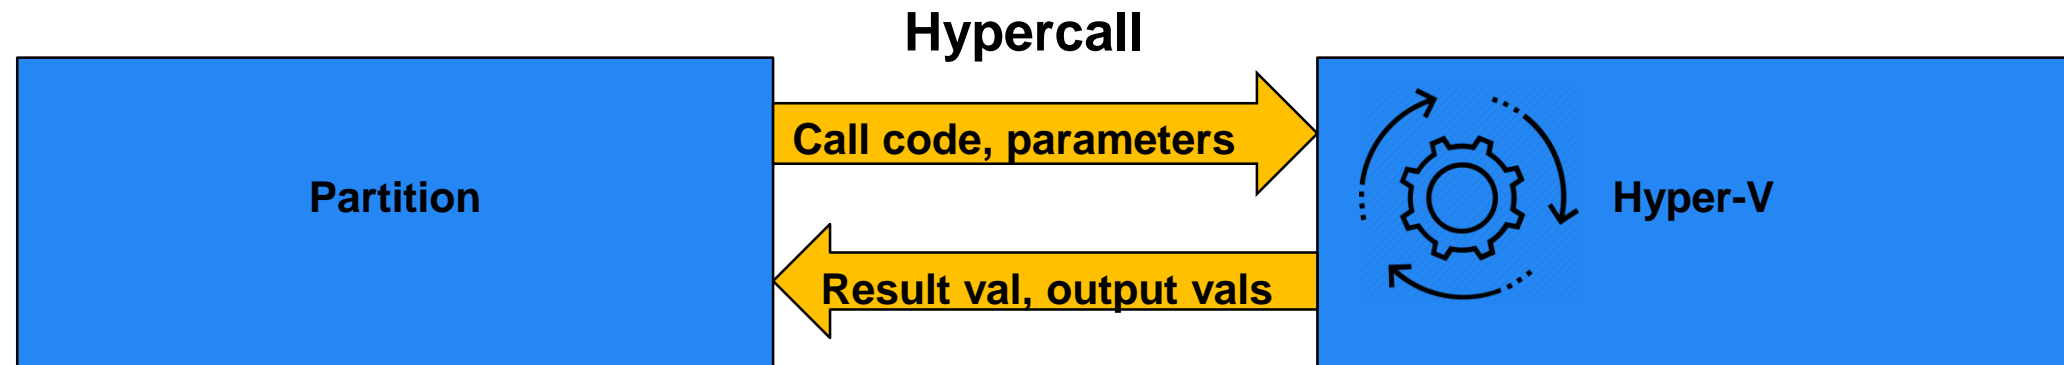 Hypercall
Call code, parameters
Partition
Hyper-V
Result val, output vals